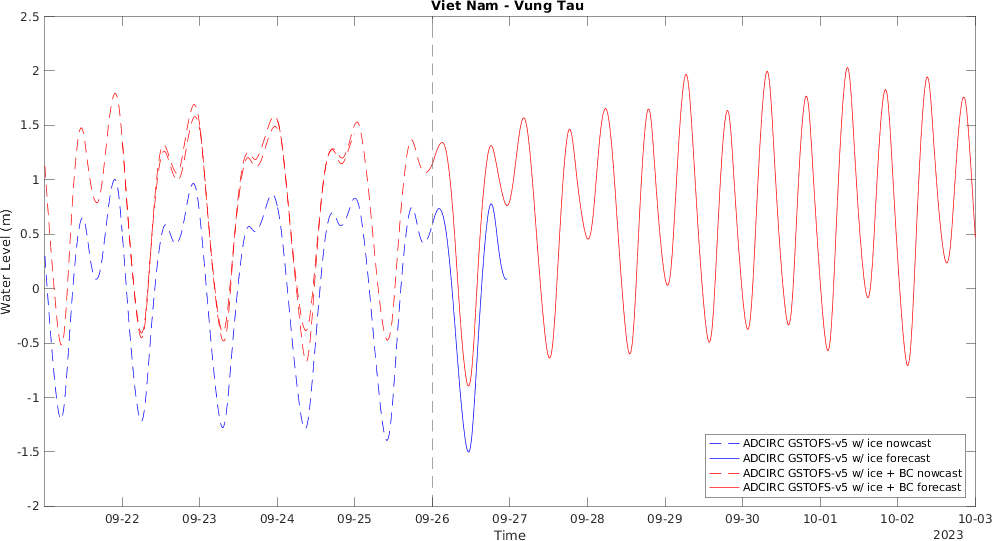 Viet Nam - Vung Tau
2.5
2
1.5
1
0.5
0
-0.5
-1
-1.5
-2
Water Level (m)
ADCIRC GSTOFS-v5 w/ ice nowcast
ADCIRC GSTOFS-v5 w/ ice forecast
ADCIRC GSTOFS-v5 w/ ice + BC nowcast
ADCIRC GSTOFS-v5 w/ ice + BC forecast
09-22 09-23 09-24 09-25 09-26 09-27 09-28 09-29 09-30 10-01 10-02 10-03
Time
2023